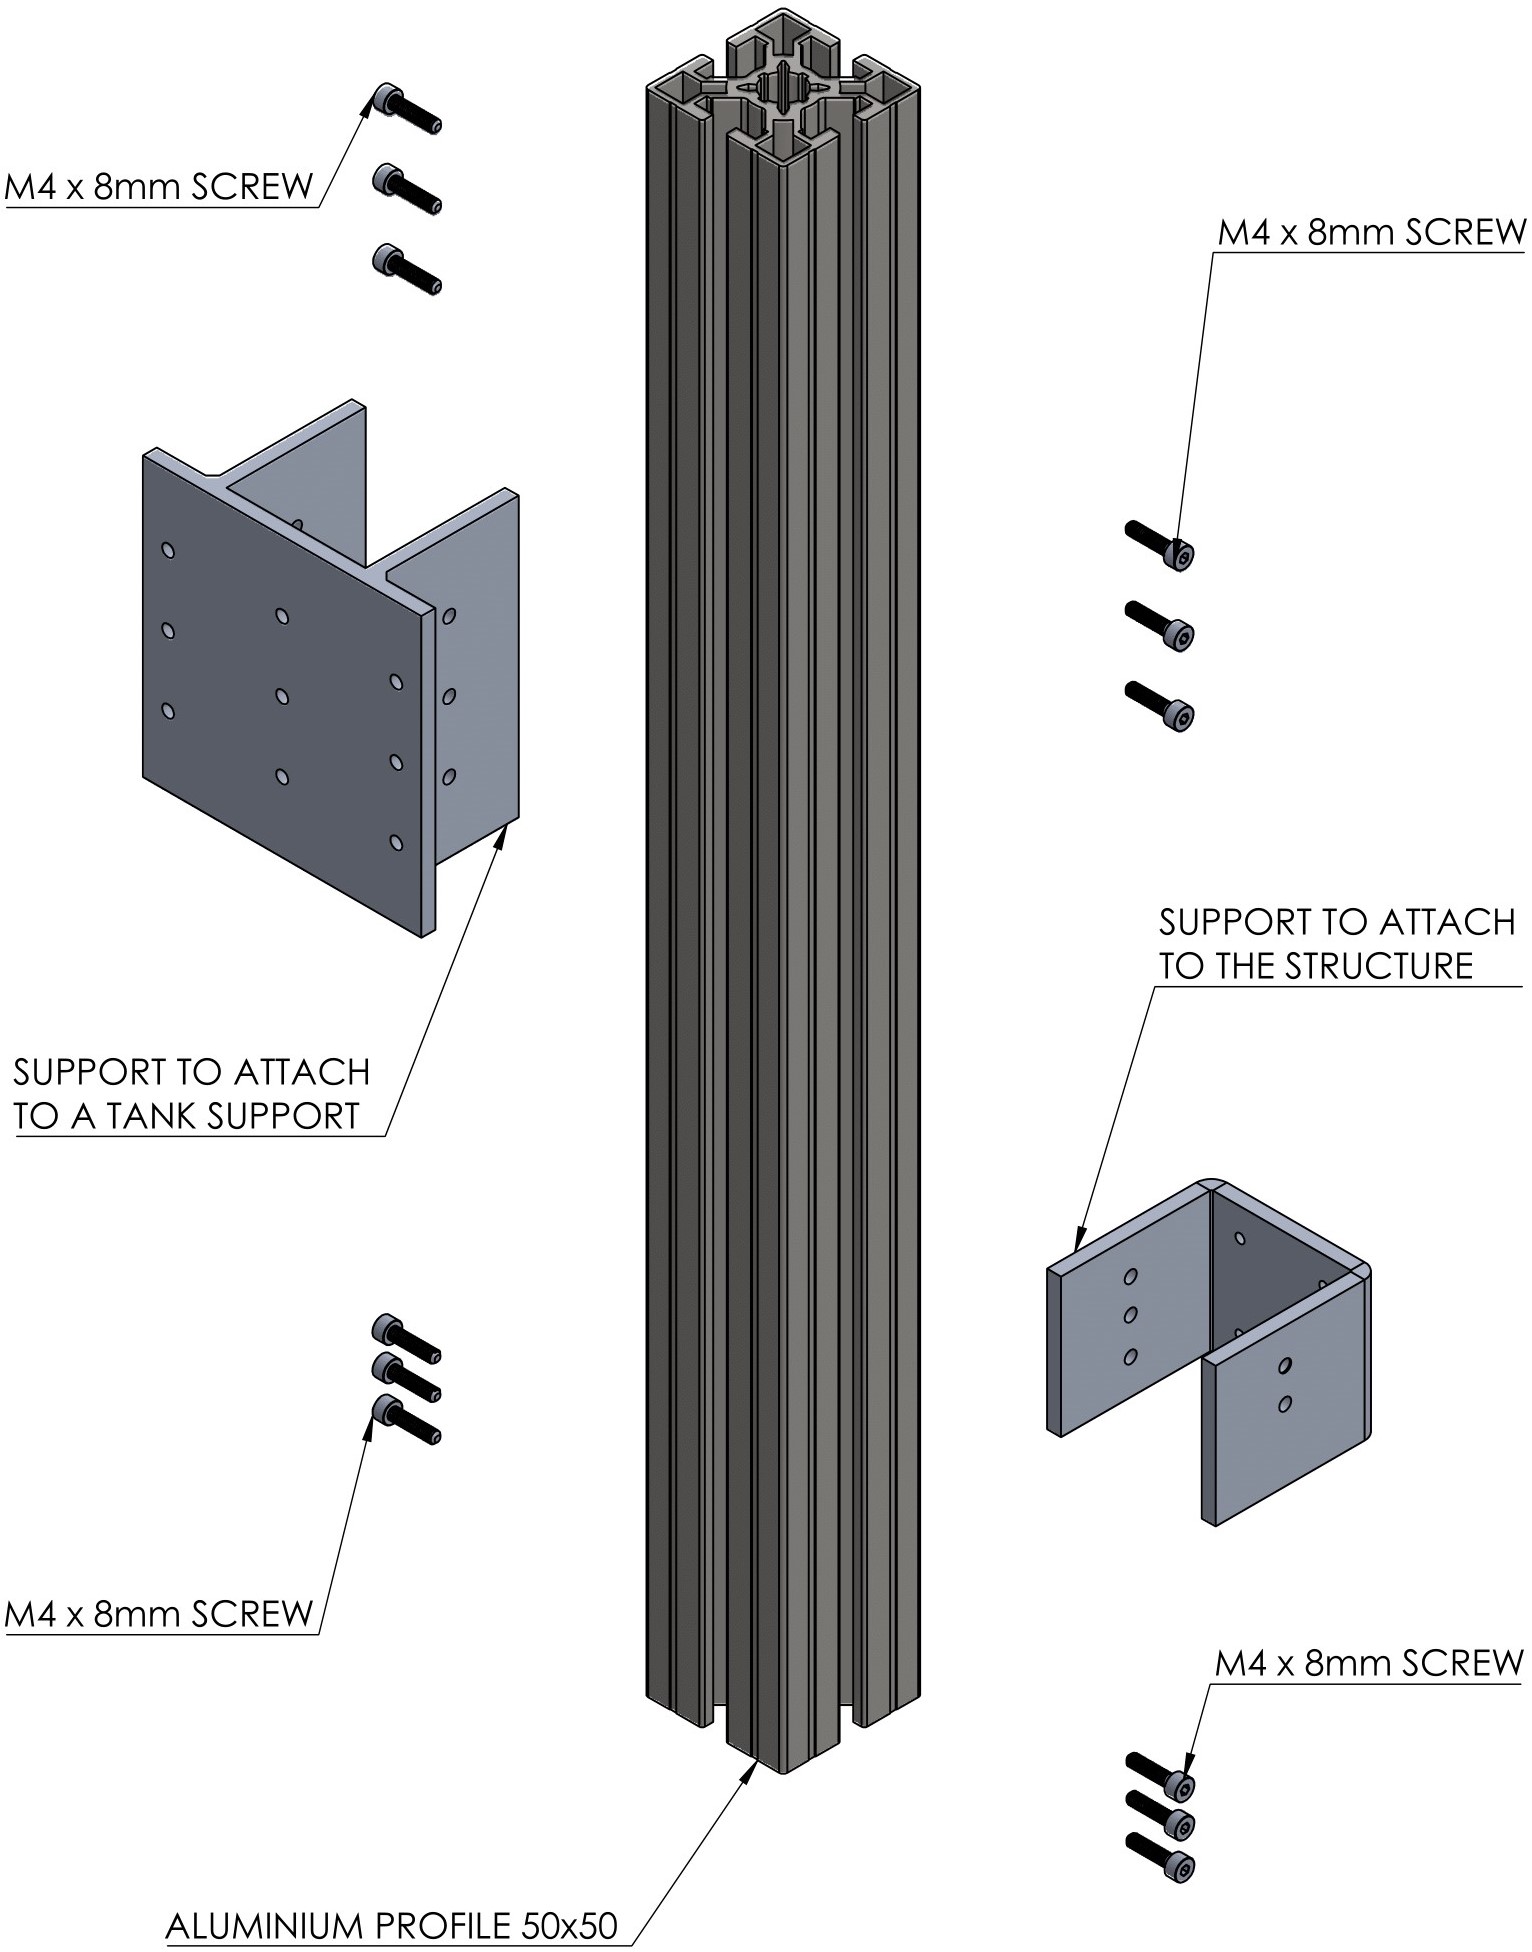 M4 x 8mm SCREW
M4 x 8mm SCREW
SUPPORT TO ATTACH
TO THE STRUCTURE
SUPPORT TO ATTACH
TO A TANK SUPPORT
M4 x 8mm SCREW
M4 x 8mm SCREW
ALUMINIUM PROFILE 50x50